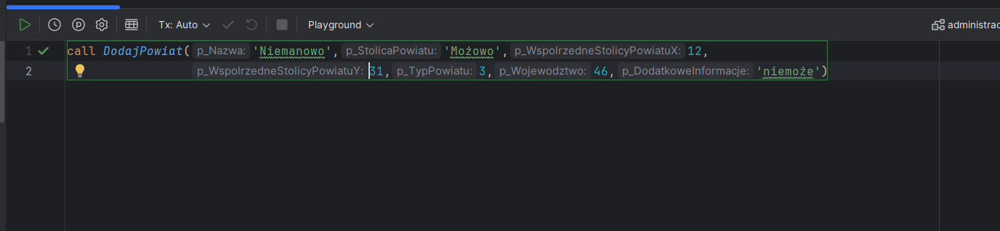 Tx: Auto Playground administrac
1 call DodajPowiat( p_Nazwa: 'Niemanowo', p_StolicaPowiatu: 'Możowo', p_WspolrzedneStolicyPowiatuX: 12,
2 p_WspolrzedneStolicyPowiatuY: 31, p_TypPowiatu: 3, p_Wojewodztwo: 46, p_DodatkoweInformacje: 'niemoże')